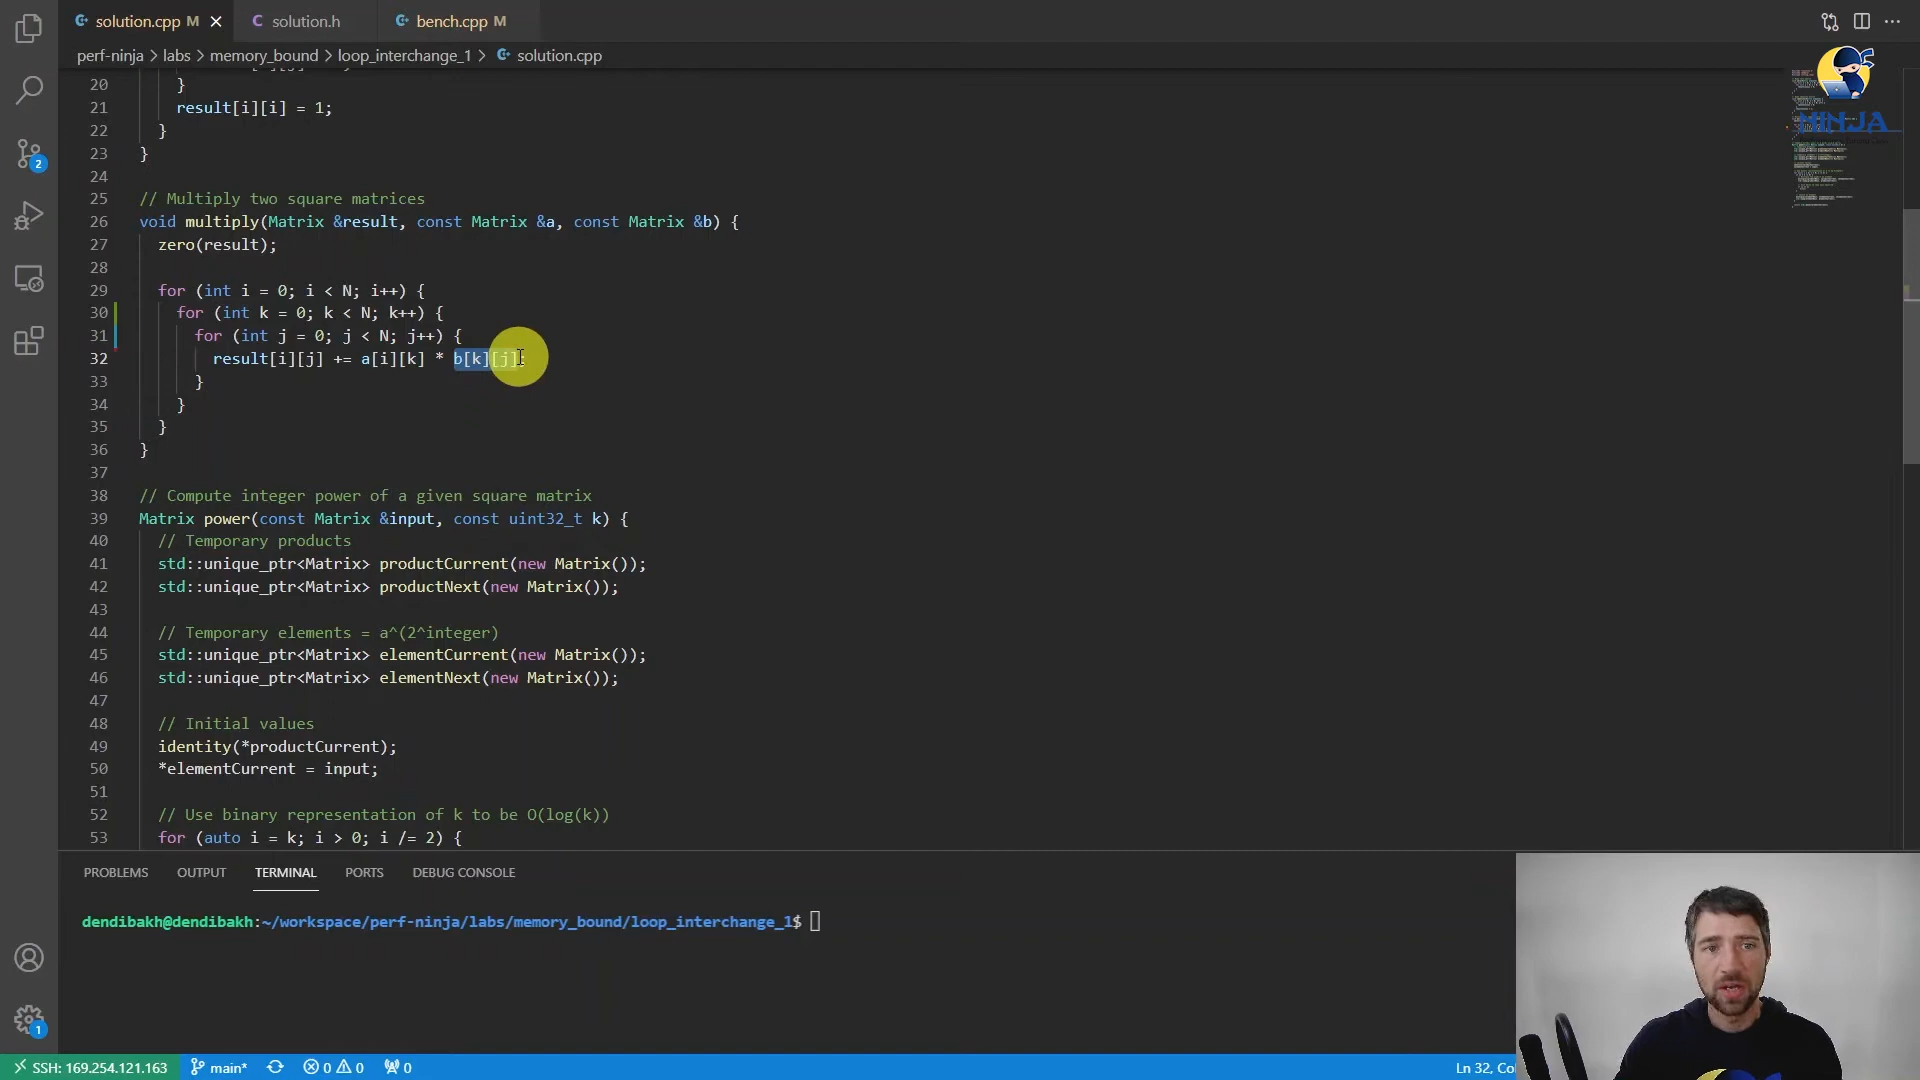 solution.cpp M
solution.h
bench.cpp M
perf-ninja > labs > memory_bound > loop_interchange_1 > solution.cpp
NINJA
20 }
21 result[i][i] = 1;
22 }
23 }
24
25 // Multiply two square matrices
26 void multiply(Matrix &result, const Matrix &a, const Matrix &b) {
27 zero(result);
28
29 for (int i = 0; i < N; i++) {
30 for (int k = 0; k < N; k++) {
31 for (int j = 0; j < N; j++) {
32 result[i][j] += a[i][k] * b[k][j];
33 }
34 }
35 }
36 }
37
38 // Compute integer power of a given square matrix
39 Matrix power(const Matrix &input, const uint32_t k) {
40 // Temporary products
41 std::unique_ptr<Matrix> productCurrent(new Matrix());
42 std::unique_ptr<Matrix> productNext(new Matrix());
43
44 // Temporary elements = a^(2^integer)
45 std::unique_ptr<Matrix> elementCurrent(new Matrix());
46 std::unique_ptr<Matrix> elementNext(new Matrix());
47
48 // Initial values
49 identity(*productCurrent);
50 *elementCurrent = input;
51
52 // Use binary representation of k to be O(log(k))
53 for (auto i = k; i > 0; i /= 2) {
2
PROBLEMS OUTPUT TERMINAL PORTS DEBUG CONSOLE
dendibakh@dendibakh:~/workspace/perf-ninja/labs/memory_bound/loop_interchange_1$
1
SSH: 169.254.121.163 main* 0 0 0 Ln 32, Co